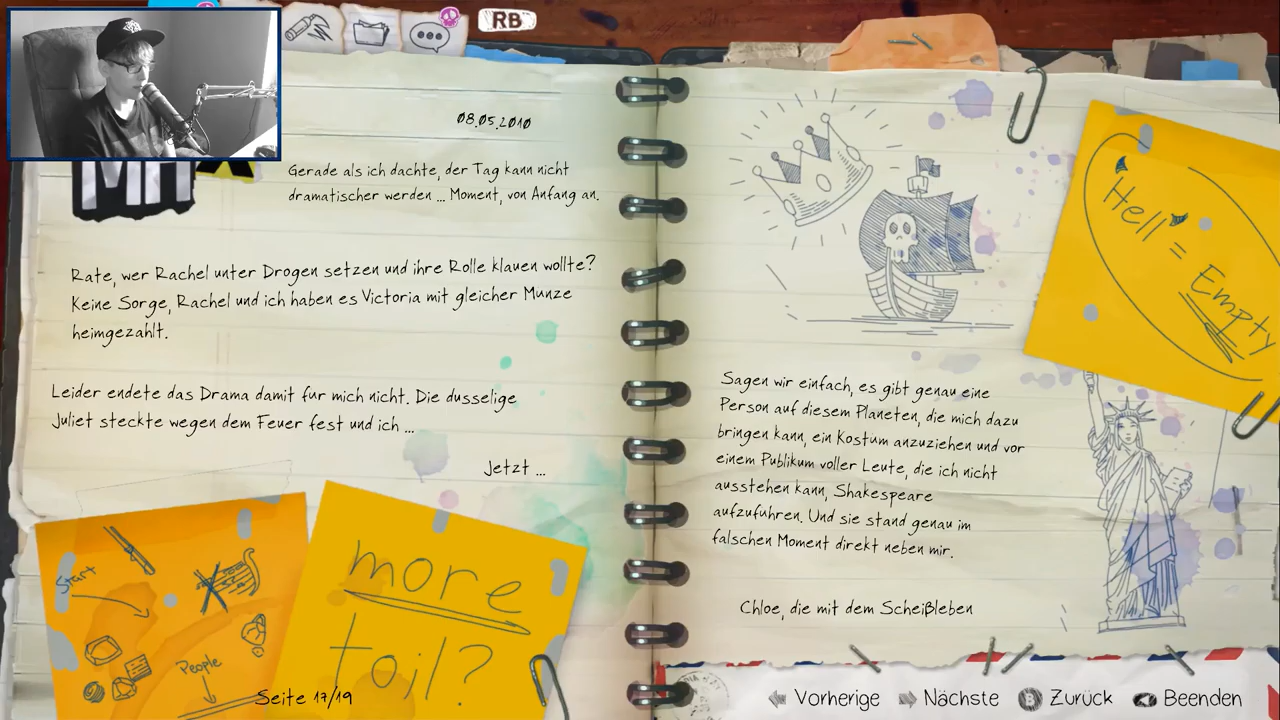 RB
08.05.2010
Gerade als ich dachte, der Tag kann nicht
dramatischer werden ... Moment, von Anfang an.
Rate, wer Rachel unter Drogen setzen und ihre Rolle klauen wollte?
Keine Sorge, Rachel und ich haben es Victoria mit gleicher Munze
heimgezahlt.
Leider endete das Drama damit fur mich nicht. Die dusselige
Juliet steckte wegen dem Feuer fest und ich ...
Jetzt ...
Start
People
more
toil?
Seite 17/19
"Hell" = Empty
Sagen wir einfach, es gibt genau eine
Person auf diesem Planeten, die mich dazu
bringen kann, ein Kostum anzuziehen und vor
einem Publikum voller Leute, die ich nicht
ausstehen kann, Shakespeare
aufzufuhren. Und sie stand genau im
falschen Moment direkt neben mir.
Chloe, die mit dem Scheißleben
Vorherige Nächste B Zurück Beenden